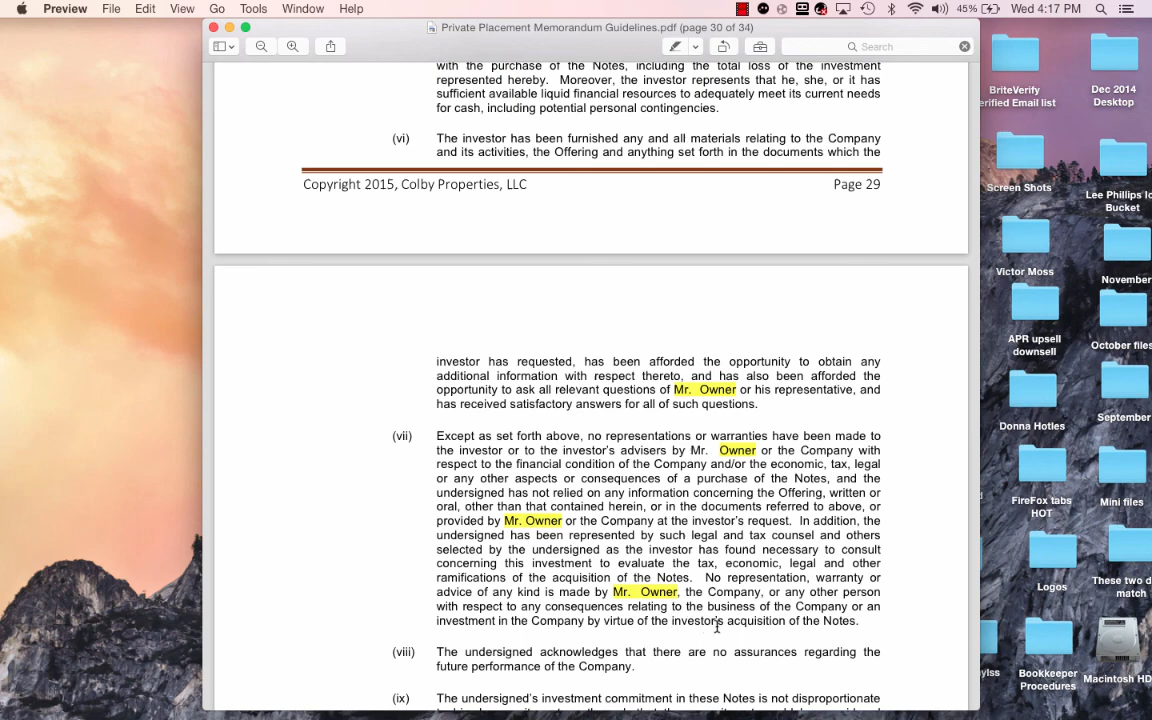 Preview File Edit View Go Tools Window Help
45% Wed 4:17 PM
Private Placement Memorandum Guidelines.pdf (page 30 of 34)
Search
with the purchase of the Notes, including the total loss of the investment
represented hereby. Moreover, the investor represents that he, she, or it has
sufficient available liquid financial resources to adequately meet its current needs
for cash, including potential personal contingencies.
(vi) The investor has been furnished any and all materials relating to the Company
and its activities, the Offering and anything set forth in the documents which the
Copyright 2015, Colby Properties, LLC Page 29
investor has requested, has been afforded the opportunity to obtain any
additional information with respect thereto, and has also been afforded the
opportunity to ask all relevant questions of Mr. Owner or his representative, and
has received satisfactory answers for all of such questions.
(vii) Except as set forth above, no representations or warranties have been made to
the investor or to the investor's advisers by Mr. Owner or the Company with
respect to the financial condition of the Company and/or the economic, tax, legal
or any other aspects or consequences of a purchase of the Notes, and the
undersigned has not relied on any information concerning the Offering, written or
oral, other than that contained herein, or in the documents referred to above, or
provided by Mr. Owner or the Company at the investor's request. In addition, the
undersigned has been represented by such legal and tax counsel and others
selected by the undersigned as the investor has found necessary to consult
concerning this investment to evaluate the tax, economic, legal and other
ramifications of the acquisition of the Notes. No representation, warranty or
advice of any kind is made by Mr. Owner, the Company, or any other person
with respect to any consequences relating to the business of the Company or an
investment in the Company by virtue of the investor's acquisition of the Notes.
(viii) The undersigned acknowledges that there are no assurances regarding the
future performance of the Company.
(ix) The undersigned's investment commitment in these Notes is not disproportionate
BriteVerify
erified Email list
Dec 2014
Desktop
Screen Shots
Lee Phillips Ic
Bucket
Victor Moss
November
APR upsell
downsell
October files
Donna Hotles
September
FireFox tabs
HOT
Mini files
Logos
These two d
match
nylss
Bookkeeper
Procedures
Macintosh HD